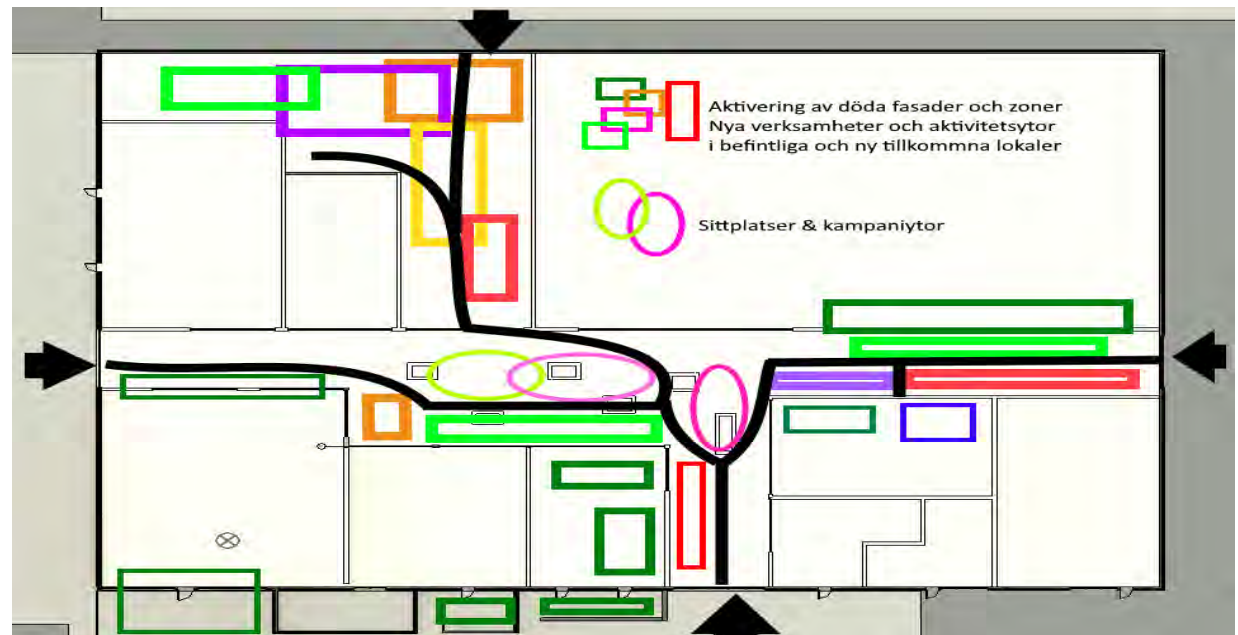 Aktivering av döda fasader och zoner
Nya verksamheter och aktivitetsytor
i befintliga och ny tillkommna lokaler
Sittplatser & kampaniytor